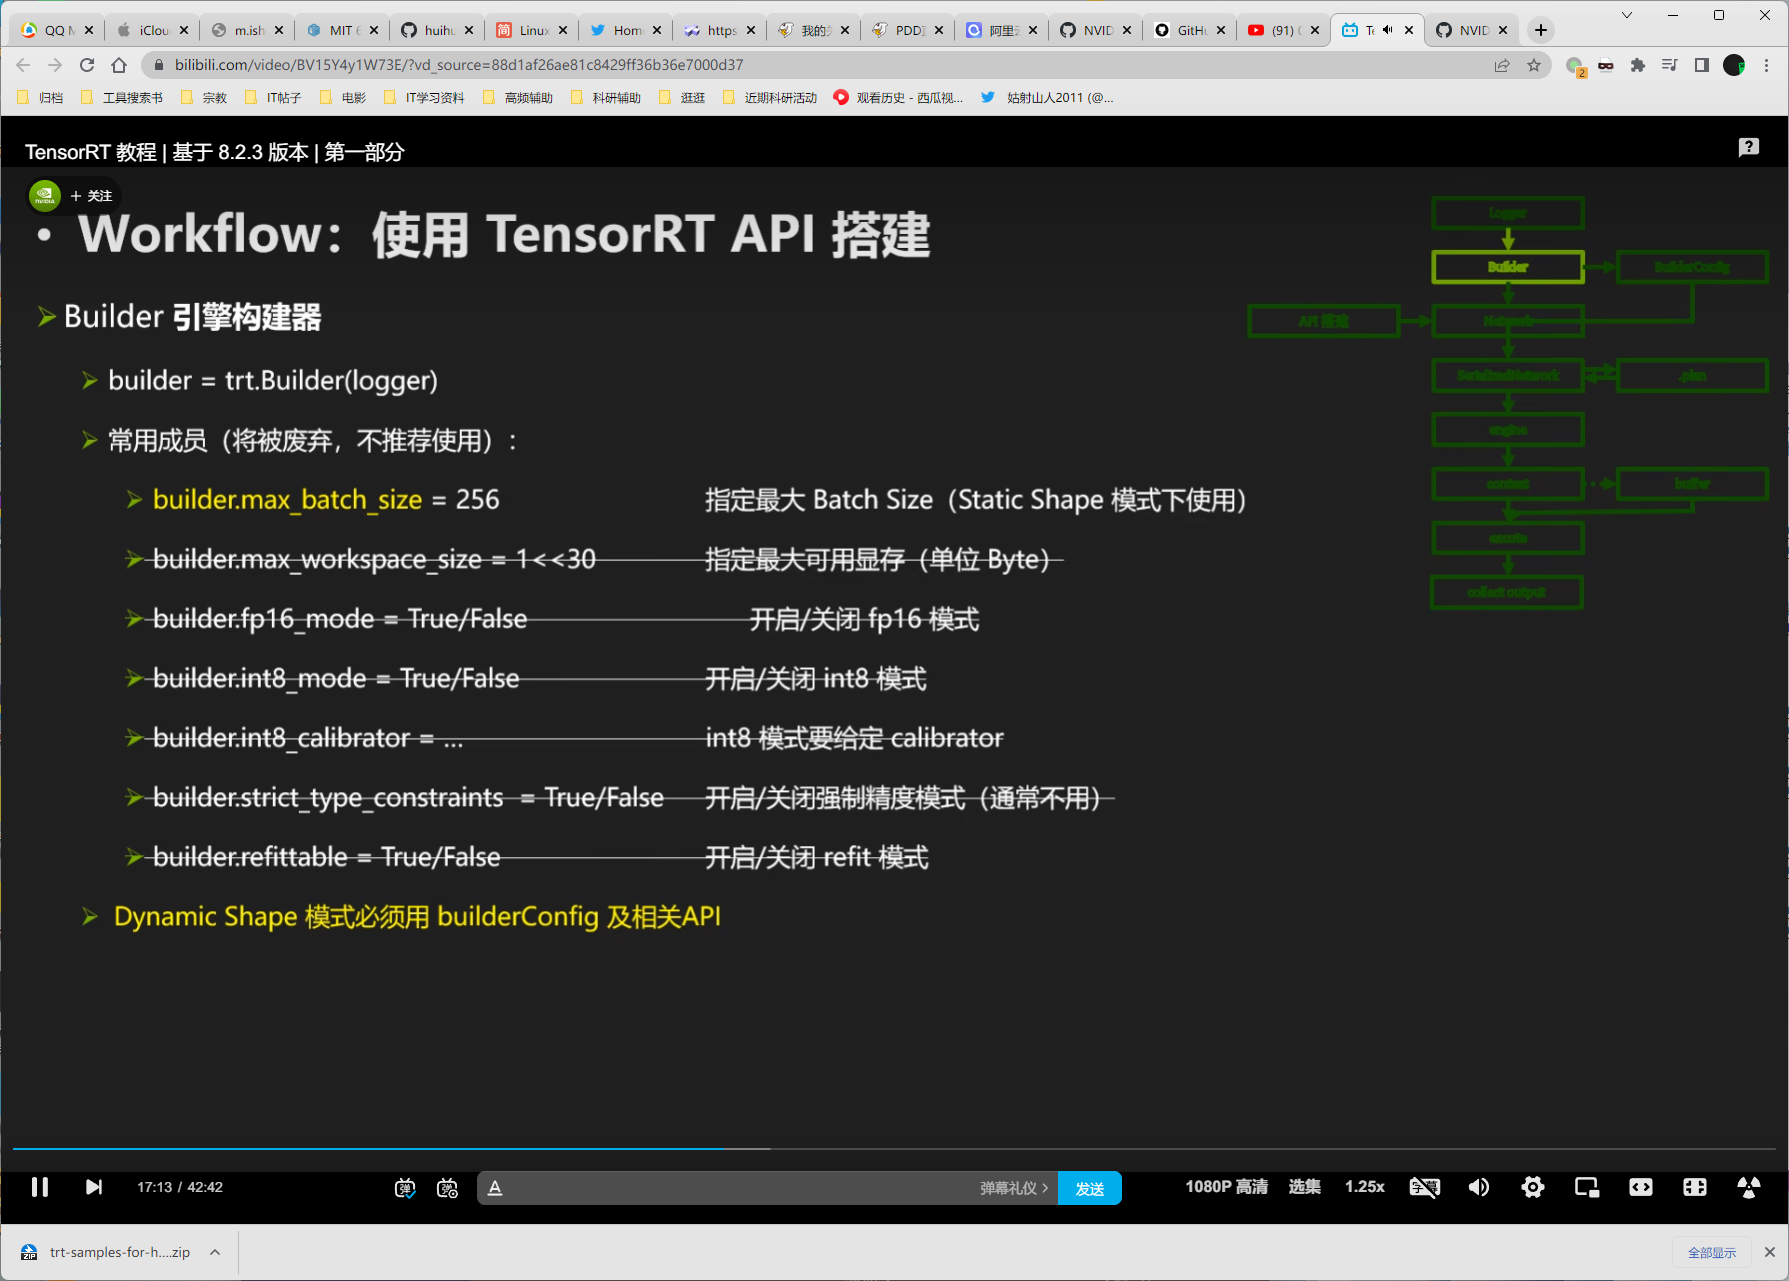 QQ M
iClou
m.ish
MIT 6
huihu
Linux
Hom
https
我的关
PDD
阿里云
NVID
GitHu
(91) (
Te
NVID
bilibili.com/video/BV15Y4y1W73E/?vd_source=88d1af26ae81c8429ff36b36e7000d37
2
归档
工具搜索书
宗教
IT帖子
电影
IT学习资料
高频辅助
科研辅助
逛逛
近期科研活动
观看历史 - 西瓜视...
姑射山人2011 (@...
TensorRT 教程 | 基于 8.2.3 版本 | 第一部分
NVIDIA
+ 关注
• Workflow：使用 TensorRT API 搭建
Builder 引擎构建器
builder = trt.Builder(logger)
常用成员（将被废弃，不推荐使用）：
builder.max_batch_size = 256 指定最大 Batch Size（Static Shape 模式下使用）
builder.max_workspace_size = 1<<30 指定最大可用显存（单位 Byte）
builder.fp16_mode = True/False 开启/关闭 fp16 模式
builder.int8_mode = True/False 开启/关闭 int8 模式
builder.int8_calibrator = ... int8 模式要给定 calibrator
builder.strict_type_constraints = True/False 开启/关闭强制精度模式（通常不用）
builder.refittable = True/False 开启/关闭 refit 模式
Dynamic Shape 模式必须用 builderConfig 及相关API
Logger
Builder
BuilderConfig
API 搭建
Network
SerializedNetwork
.plan
engine
context
buffer
execute
collect output
17:13 / 42:42
弹
弹
A
弹幕礼仪 >
发送
1080P 高清
选集
1.25x
字幕
ZIP
trt-samples-for-h....zip
全部显示